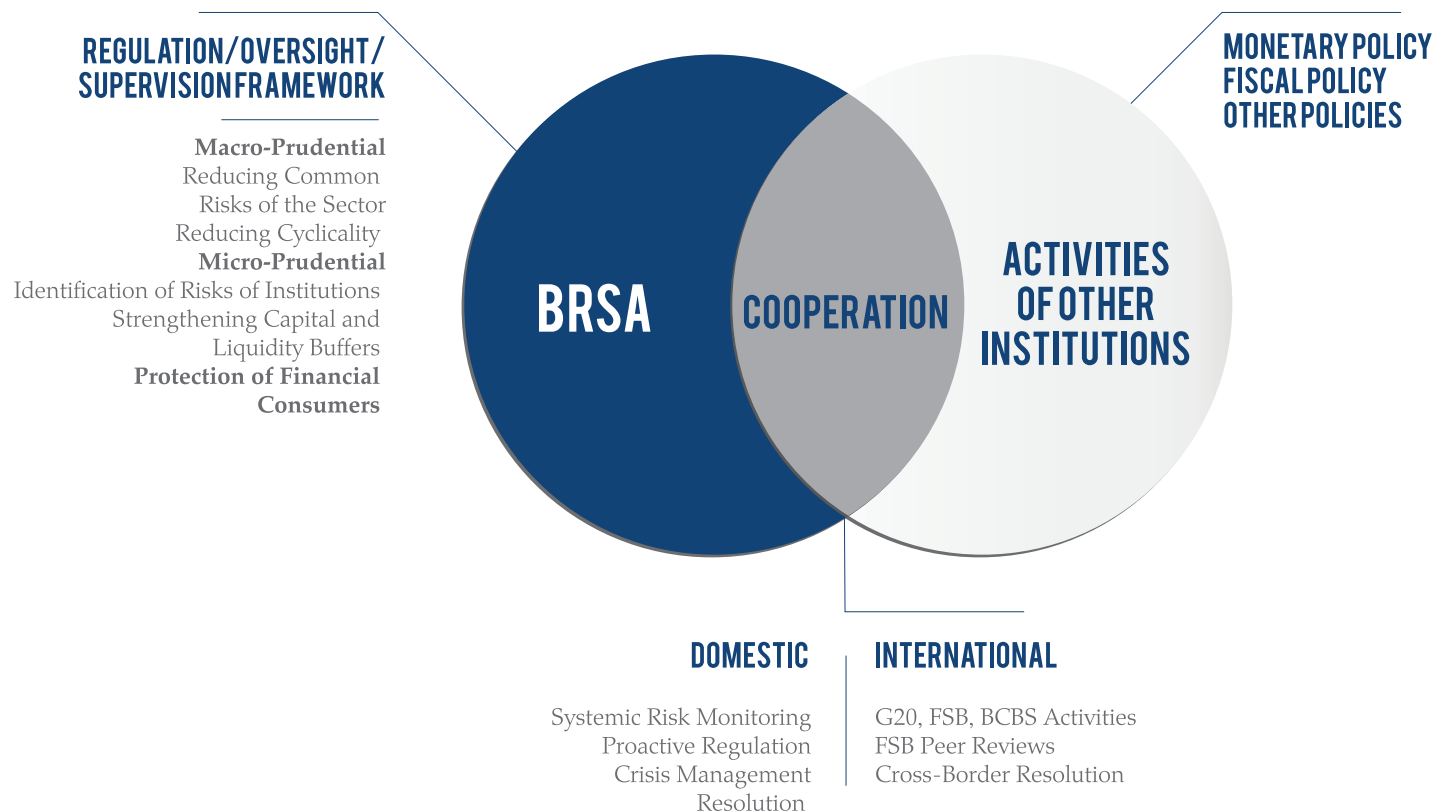 REGULATION/OVERSIGHT/
SUPERVISION FRAMEWORK
Macro-Prudential
Reducing Common
Risks of the Sector
Reducing Cyclicality
Micro-Prudential
Identification of Risks of Institutions
Strengthening Capital and
Liquidity Buffers
Protection of Financial
Consumers
BRSA
COOPERATION
ACTIVITIES
OF OTHER
INSTITUTIONS
MONETARY POLICY
FISCAL POLICY
OTHER POLICIES
DOMESTIC
Systemic Risk Monitoring
Proactive Regulation
Crisis Management
Resolution
INTERNATIONAL
G20, FSB, BCBS Activities
FSB Peer Reviews
Cross-Border Resolution